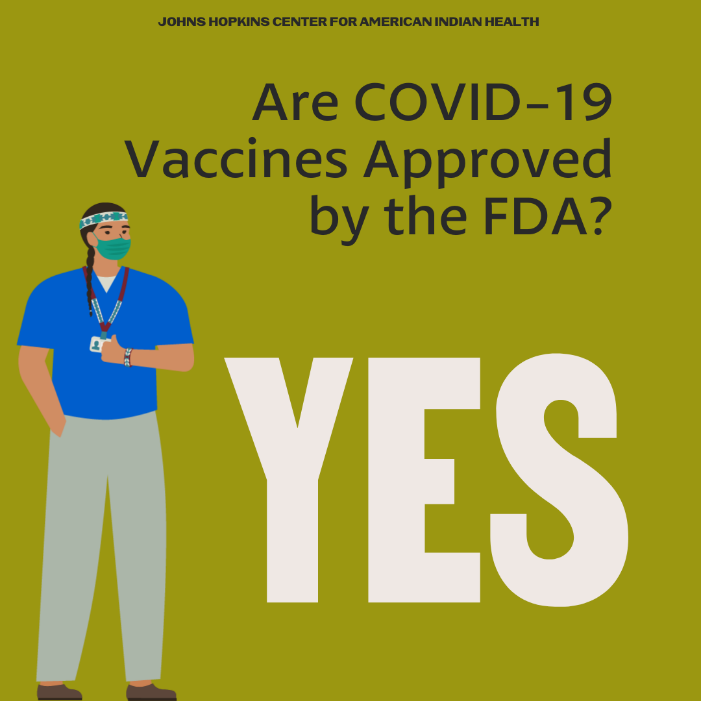 JOHNS HOPKINS CENTER FOR AMERICAN INDIAN HEALTH
Are COVID-19
Vaccines Approved
by the FDA?
YES